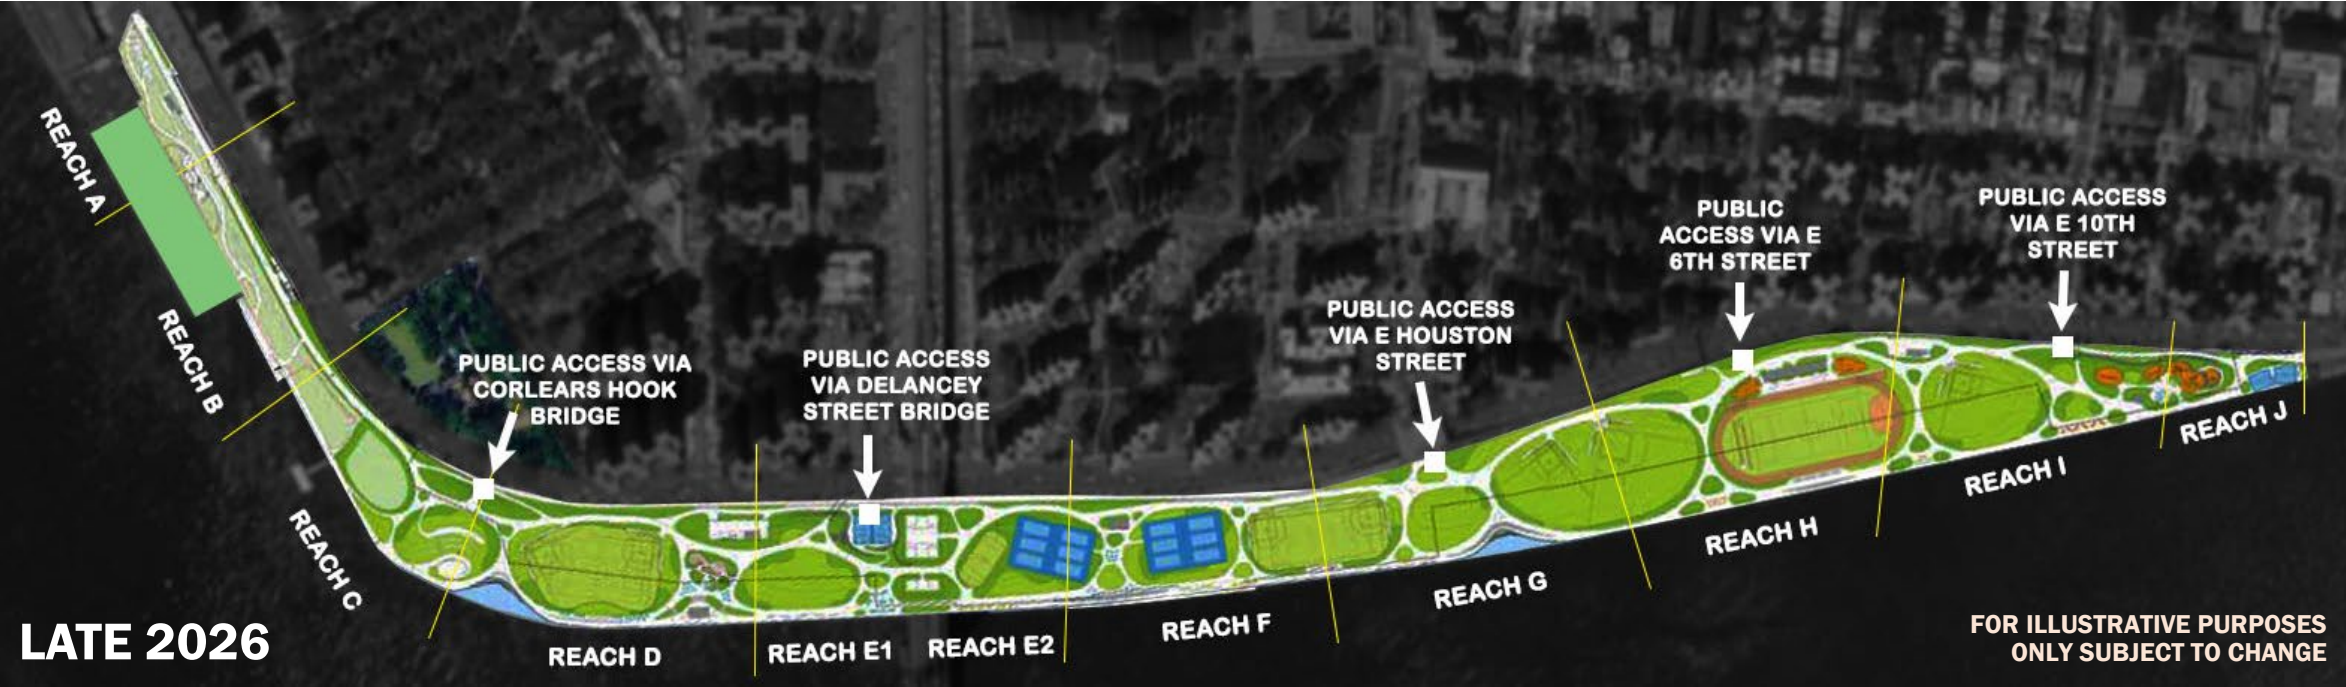 REACH A
REACH B
REACH C
PUBLIC ACCESS VIA
CORLEARS HOOK
BRIDGE
PUBLIC ACCESS
VIA DELANCEY
STREET BRIDGE
PUBLIC ACCESS
VIA E HOUSTON
STREET
PUBLIC
ACCESS VIA E
6TH STREET
PUBLIC ACCESS
VIA E 10TH
STREET
REACH D
REACH E1
REACH E2
REACH F
REACH G
REACH H
REACH I
REACH J
LATE 2026
FOR ILLUSTRATIVE PURPOSES
ONLY SUBJECT TO CHANGE